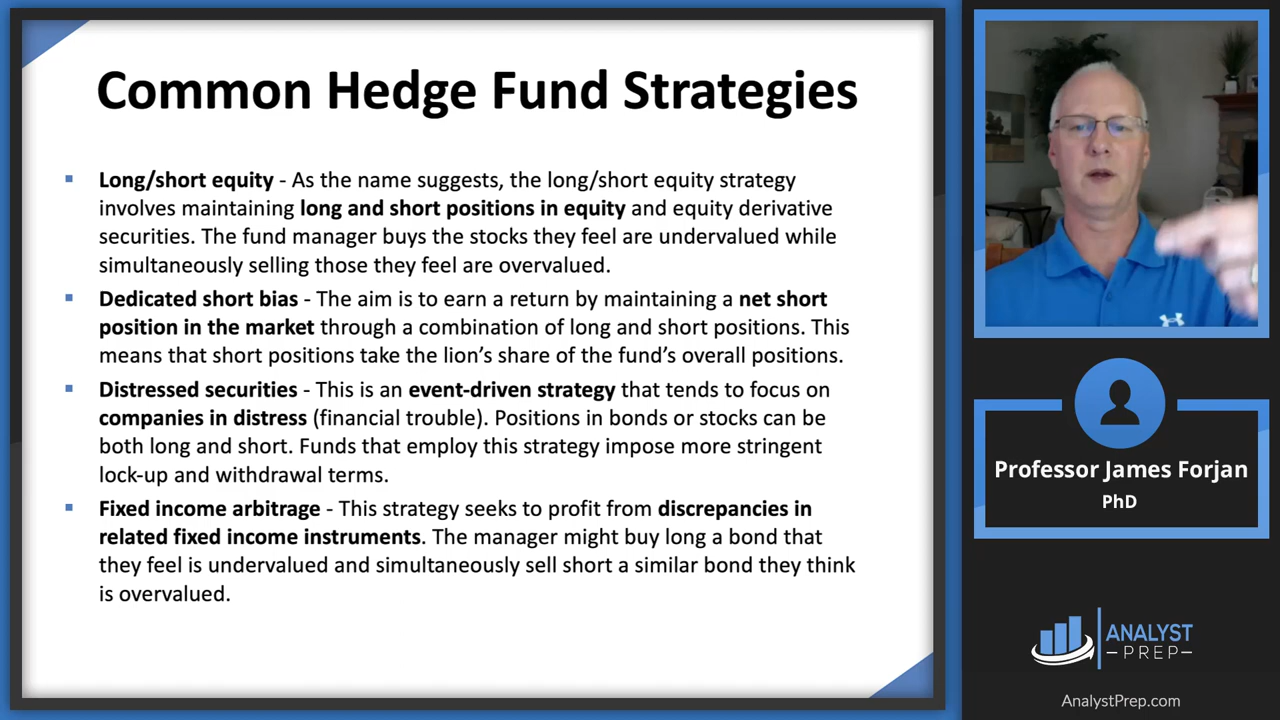 Common Hedge Fund Strategies
Long/short equity - As the name suggests, the long/short equity strategy
involves maintaining long and short positions in equity and equity derivative
securities. The fund manager buys the stocks they feel are undervalued while
simultaneously selling those they feel are overvalued.
Dedicated short bias - The aim is to earn a return by maintaining a net short
position in the market through a combination of long and short positions. This
means that short positions take the lion's share of the fund's overall positions.
Distressed securities - This is an event-driven strategy that tends to focus on
companies in distress (financial trouble). Positions in bonds or stocks can be
both long and short. Funds that employ this strategy impose more stringent
lock-up and withdrawal terms.
Fixed income arbitrage - This strategy seeks to profit from discrepancies in
related fixed income instruments. The manager might buy long a bond that
they feel is undervalued and simultaneously sell short a similar bond they think
is overvalued.
Professor James Forjan
PhD
ANALYST
PREP
AnalystPrep.com